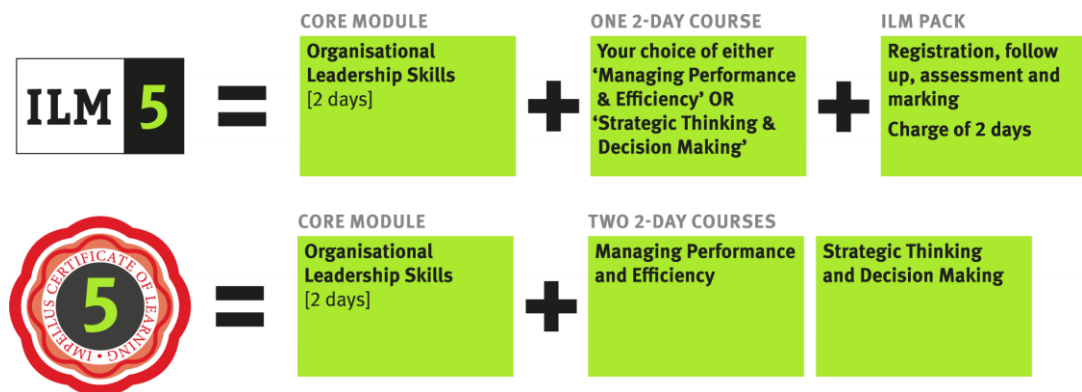 CORE MODULE
ONE 2-DAY COURSE
ILM PACK
ILM 5
=
Organisational
Leadership Skills
[2 days]
+
Your choice of either
‘Managing Performance
& Efficiency’ OR
‘Strategic Thinking &
Decision Making’
+
Registration, follow
up, assessment and
marking
Charge of 2 days
CORE MODULE
TWO 2-DAY COURSES
IMPELLUS CERTIFICATE OF LEARNING •
5
=
Organisational
Leadership Skills
[2 days]
+
Managing Performance
and Efficiency
Strategic Thinking
and Decision Making